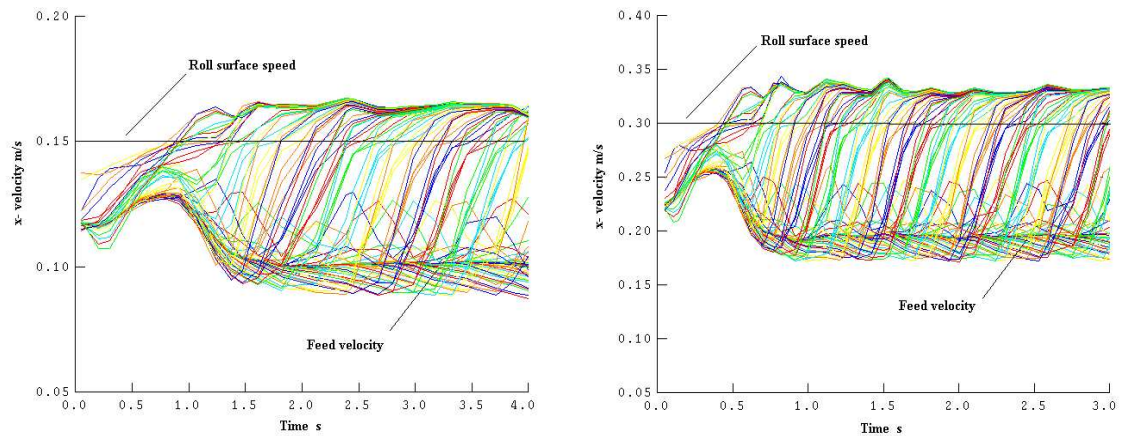 0.20
Roll surface speed
0.15
x- velocity m/s
0.10
Feed velocity
0.05
0.0 0.5 1.0 1.5 2.0 2.5 3.0 3.5 4.0
Time s
0.40
Roll surface speed
0.35
0.30
x- velocity m/s
0.25
0.20
0.15
Feed velocity
0.10
0.05
0.0 0.5 1.0 1.5 2.0 2.5 3.0
Time s